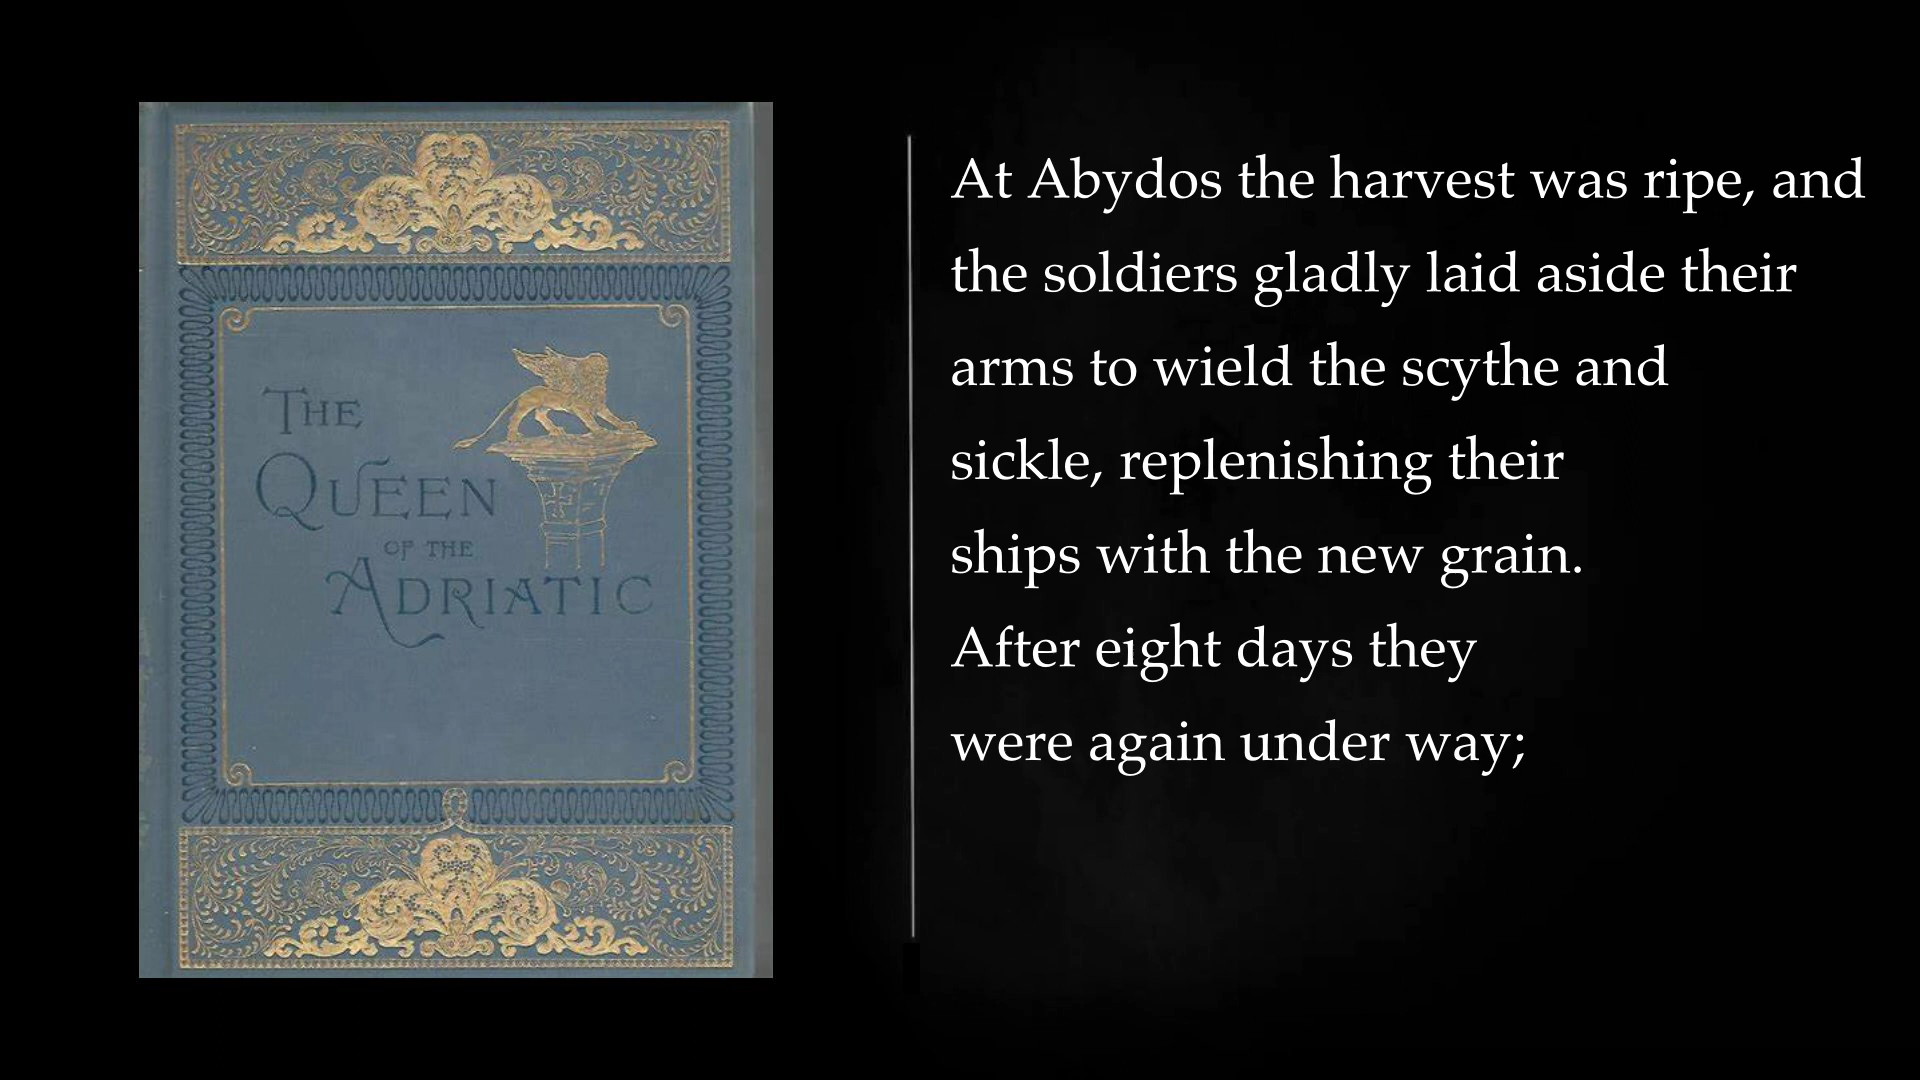 THE
QUEEN
OF THE
ADRIATIC
At Abydos the harvest was ripe, and
the soldiers gladly laid aside their
arms to wield the scythe and
sickle, replenishing their
ships with the new grain.
After eight days they
were again under way;